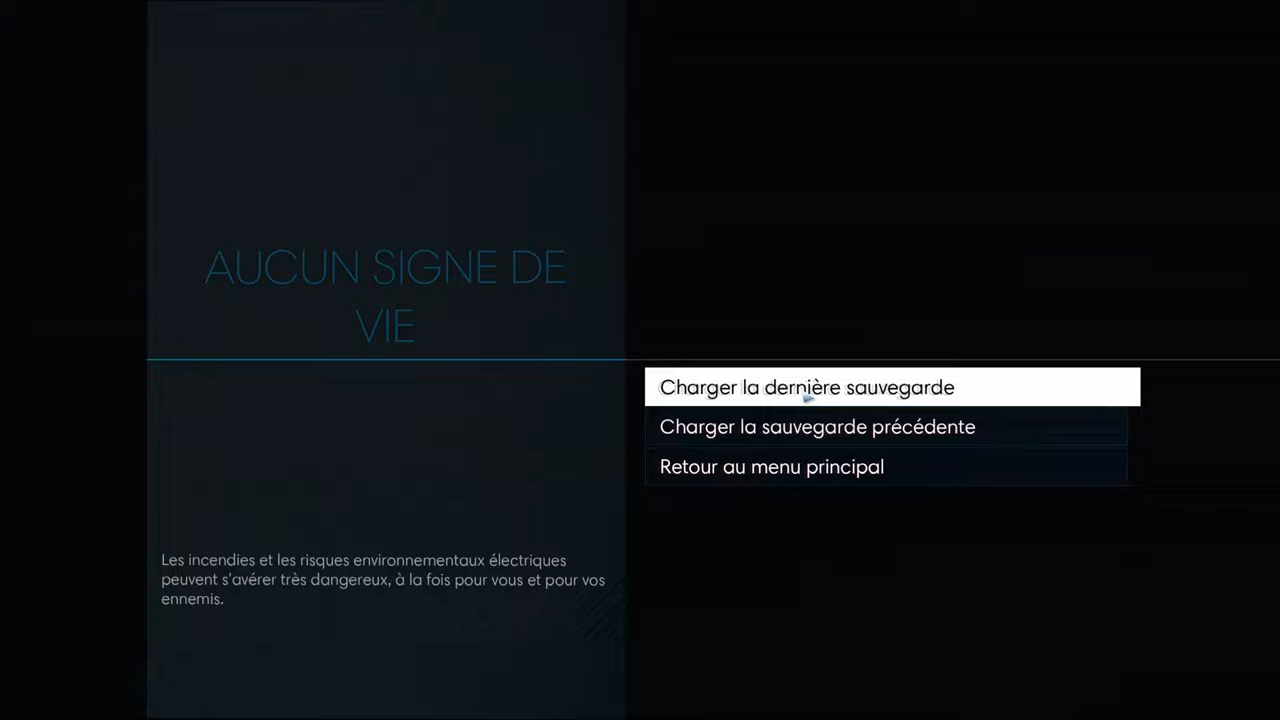 AUCUN SIGNE DE
VIE
Charger la dernière sauvegarde
Charger la sauvegarde précédente
Retour au menu principal
Les incendies et les risques environnementaux électriques
peuvent s'avérer très dangereux, à la fois pour vous et pour vos
ennemis.